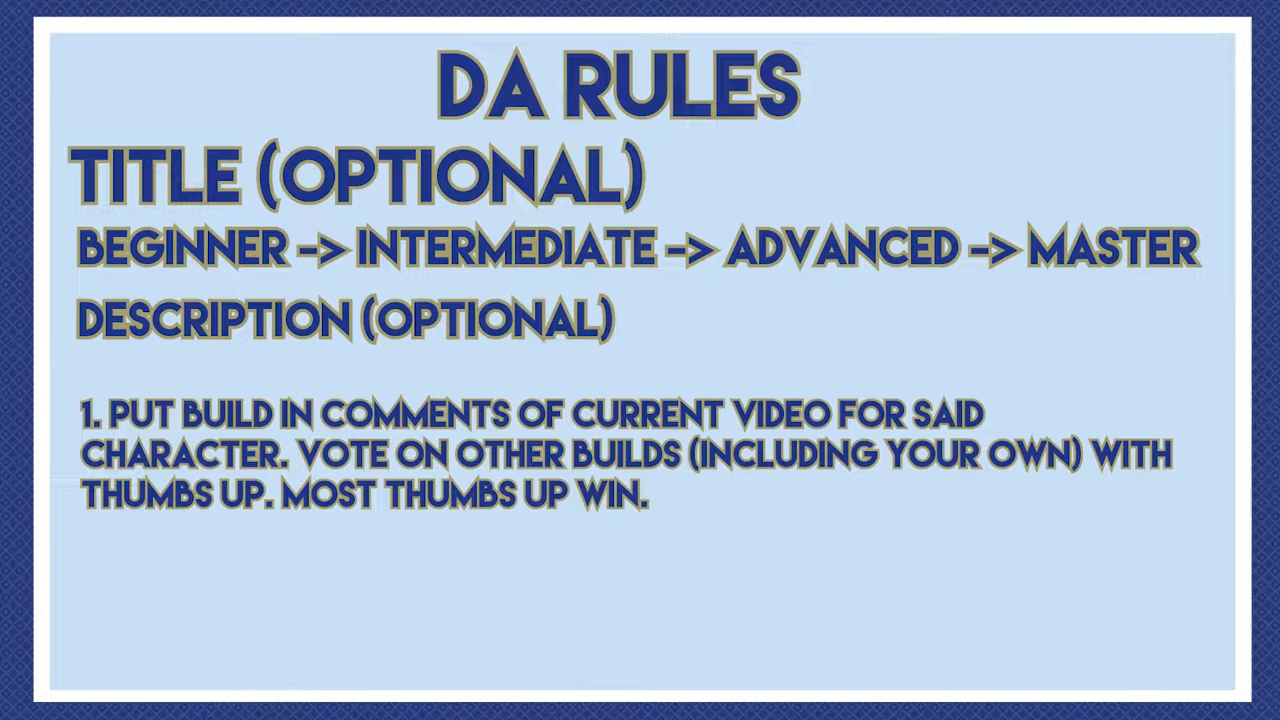 DA RULES
TITLE (OPTIONAL)
BEGINNER -> INTERMEDIATE -> ADVANCED -> MASTER
DESCRIPTION (OPTIONAL)
1. PUT BUILD IN COMMENTS OF CURRENT VIDEO FOR SAID
CHARACTER. VOTE ON OTHER BUILDS (INCLUDING YOUR OWN) WITH
THUMBS UP. MOST THUMBS UP WIN.